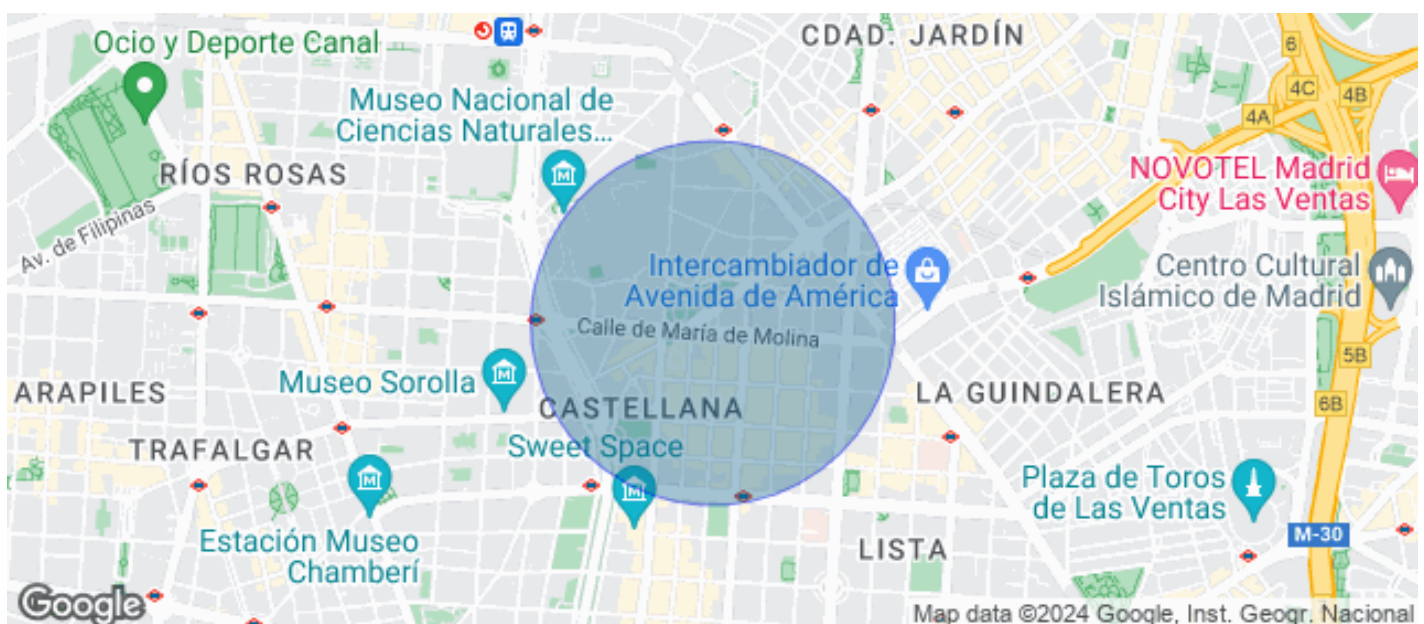 Ocio y Deporte Canal
CDAD. JARDÍN
6
4C
4B
4A
Museo Nacional de
Ciencias Naturales...
RÍOS ROSAS
NOVOTEL Madrid
City Las Ventas
Av. de Filipinas
Intercambiador de
Avenida de América
Centro Cultural
Islámico de Madrid
Calle de María de Molina
5B
Museo Sorolla
ARAPILES
CASTELLANA
LA GUINDALERA
6B
TRAFALGAR
Sweet Space
Plaza de Toros
de Las Ventas
M-30
Estación Museo
Chamberí
LISTA
Google
Map data ©2024 Google, Inst. Geogr. Nacional